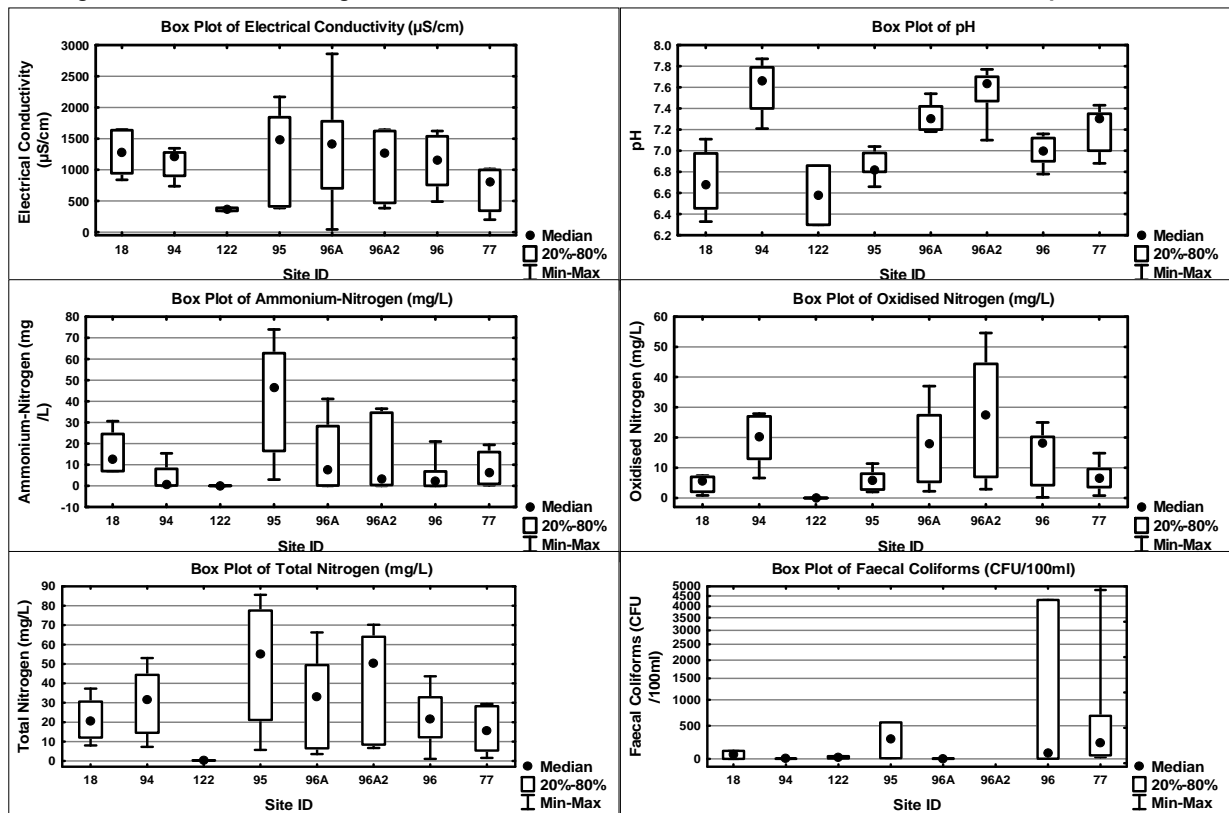 Box Plot of Electrical Conductivity (µS/cm)
Electrical Conductivity
(µS/cm)
3000
2500
2000
1500
1000
500
0
18 94 122 95 96A 96A2 96 77
Site ID
Median
20%-80%
Min-Max
Box Plot of pH
pH
8.0
7.8
7.6
7.4
7.2
7.0
6.8
6.6
6.4
6.2
18 94 122 95 96A 96A2 96 77
Site ID
Median
20%-80%
Min-Max
Box Plot of Ammonium-Nitrogen (mg/L)
Ammonium-Nitrogen (mg
/L)
80
70
60
50
40
30
20
10
0
-10
18 94 122 95 96A 96A2 96 77
Site ID
Median
20%-80%
Min-Max
Box Plot of Oxidised Nitrogen (mg/L)
Oxidised Nitrogen (mg/L)
60
50
40
30
20
10
0
18 94 122 95 96A 96A2 96 77
Site ID
Median
20%-80%
Min-Max
Box Plot of Total Nitrogen (mg/L)
Total Nitrogen (mg/L)
90
80
70
60
50
40
30
20
10
0
18 94 122 95 96A 96A2 96 77
Site ID
Median
20%-80%
Min-Max
Box Plot of Faecal Coliforms (CFU/100ml)
Faecal Coliforms (CFU
/100ml)
5000
4500
4000
3500
3000
2500
2000
1000
500
0
18 94 122 95 96A 96A2 96 77
Site ID
Median
20%-80%
Min-Max